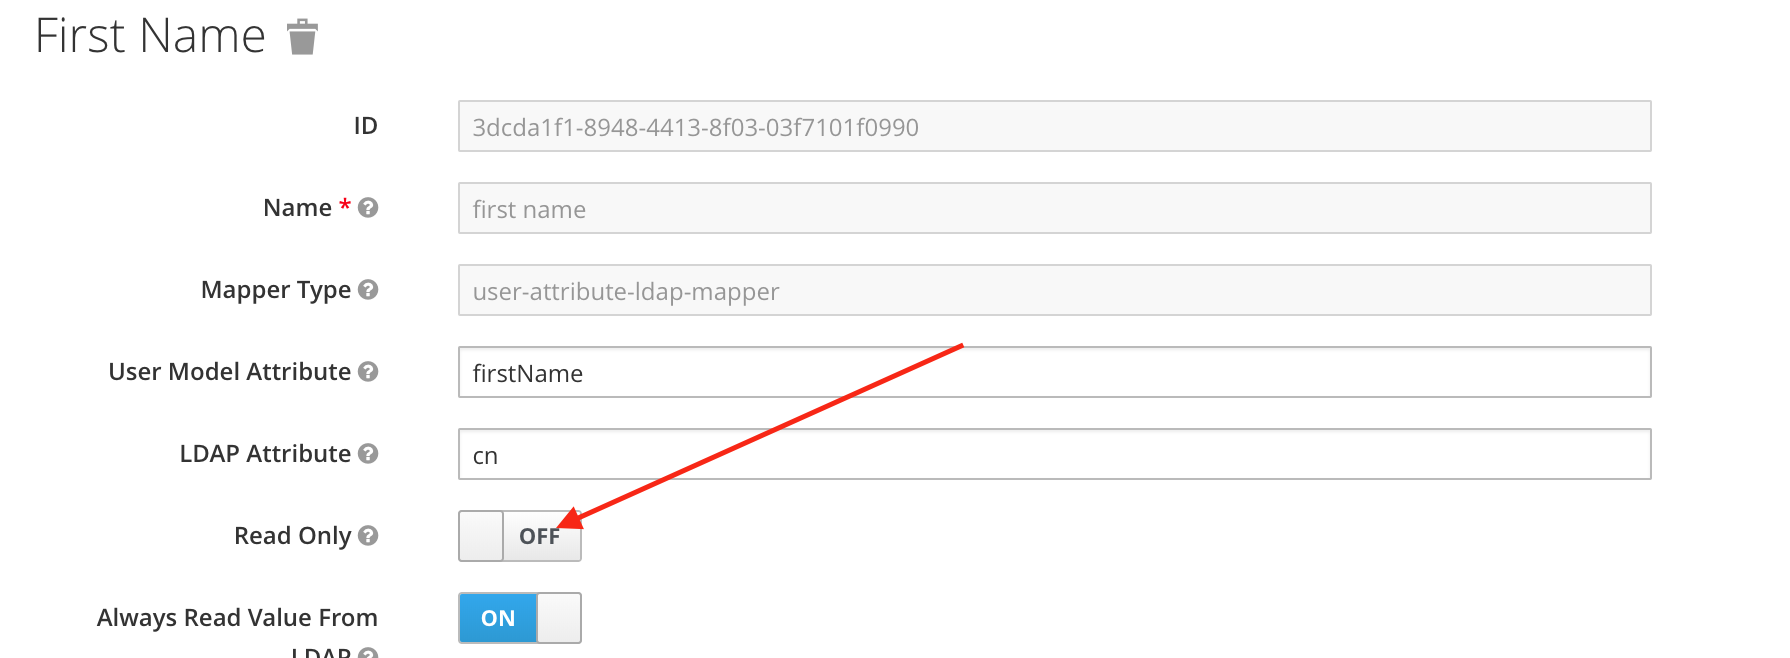 First Name
ID
3dcda1f1-8948-4413-8f03-03f7101f0990
Name *
first name
Mapper Type
user-attribute-ldap-mapper
User Model Attribute
firstName
LDAP Attribute
cn
Read Only
OFF
Always Read Value From
LDAP
ON